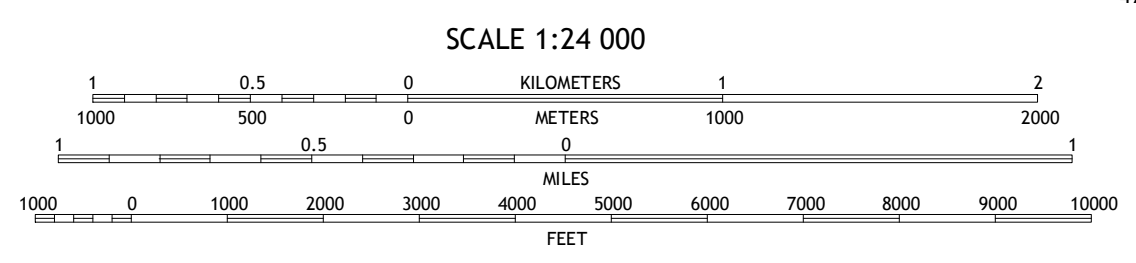 SCALE 1:24 000
1 0.5 0 KILOMETERS 1 2
1000 500 0 METERS 1000 2000
1 0.5 0 1
MILES
1000 0 1000 2000 3000 4000 5000 6000 7000 8000 9000 10000
FEET